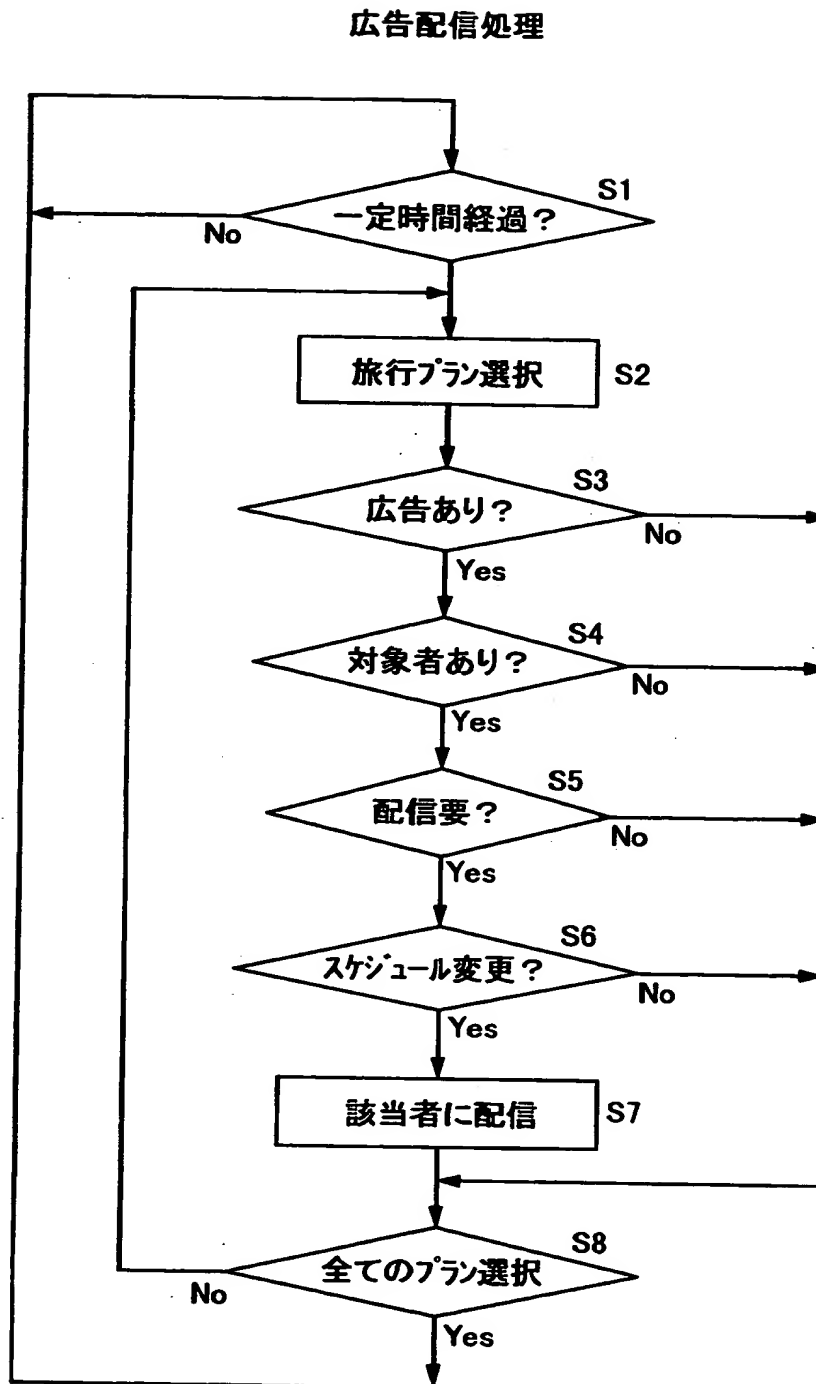 広告配信処理
S1
一定時間経過？
No
旅行プラン選択 S2
S3
広告あり？
No
Yes
S4
対象者あり？
No
Yes
S5
配信要？
No
Yes
S6
スケジュール変更？
No
Yes
該当者に配信 S7
S8
全てのプラン選択
No
Yes